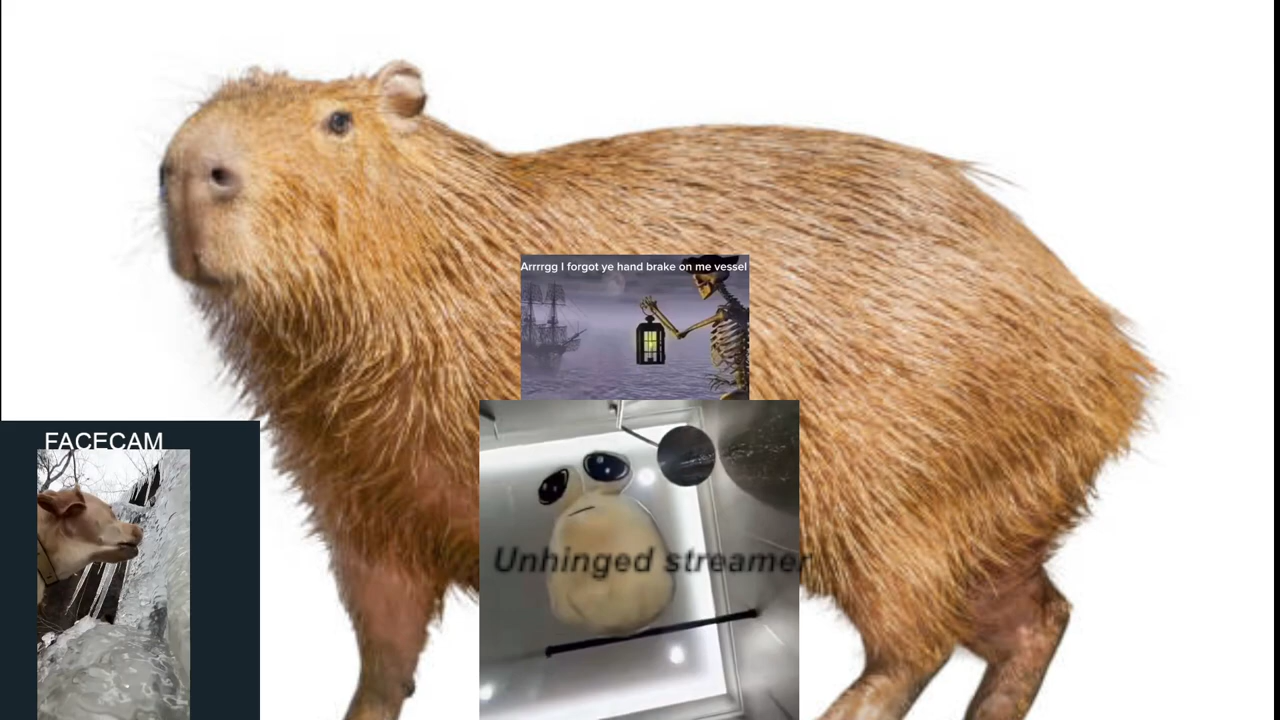 Arrrrgg I forgot ye hand brake on me vessel
FACECAM
Unhinged streamer